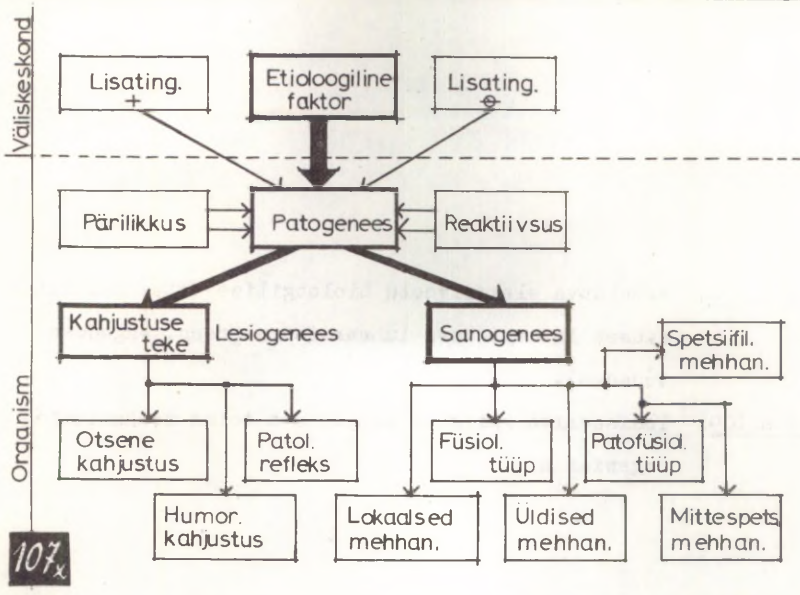 Väliskeskond
Lisating.
+
Etioloogiline
faktor
Lisating.
⊖
Pärilikkus
Patogenees
Reaktiivsus
Organism
Kahjustuse
teke
Lesiogenees
Sanogenees
Spetsiifil.
mehhan.
Otsene
kahjustus
Patol.
refleks
Füsiol.
tüüp
Patofüsiol.
tüüp
Humor.
kahjustus
Lokaalsed
mehhan.
Üldised
mehhan.
Mittespets.
mehhan.
107x